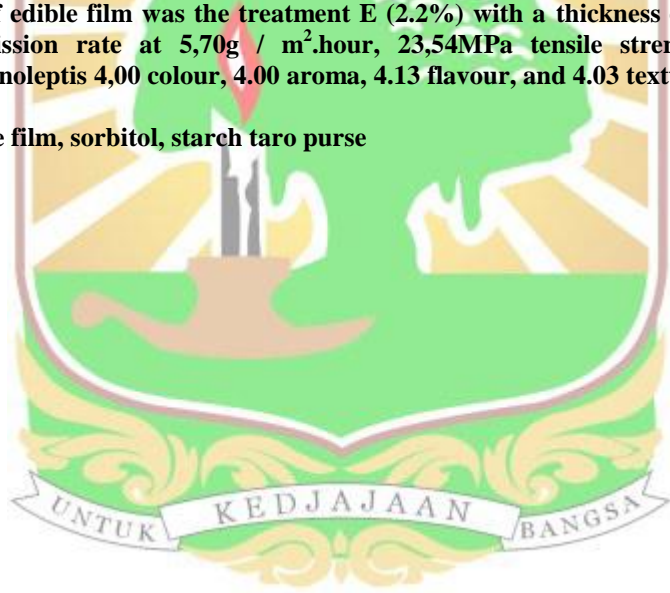 f edible film was the treatment E (2.2%) with a thickness
ission rate at 5,70g / m².hour, 23,54MPa tensile stren
noleptis 4,00 colour, 4.00 aroma, 4.13 flavour, and 4.03 text
e film, sorbitol, starch taro purse
UNTUK KEDJAJAAN BANGSA